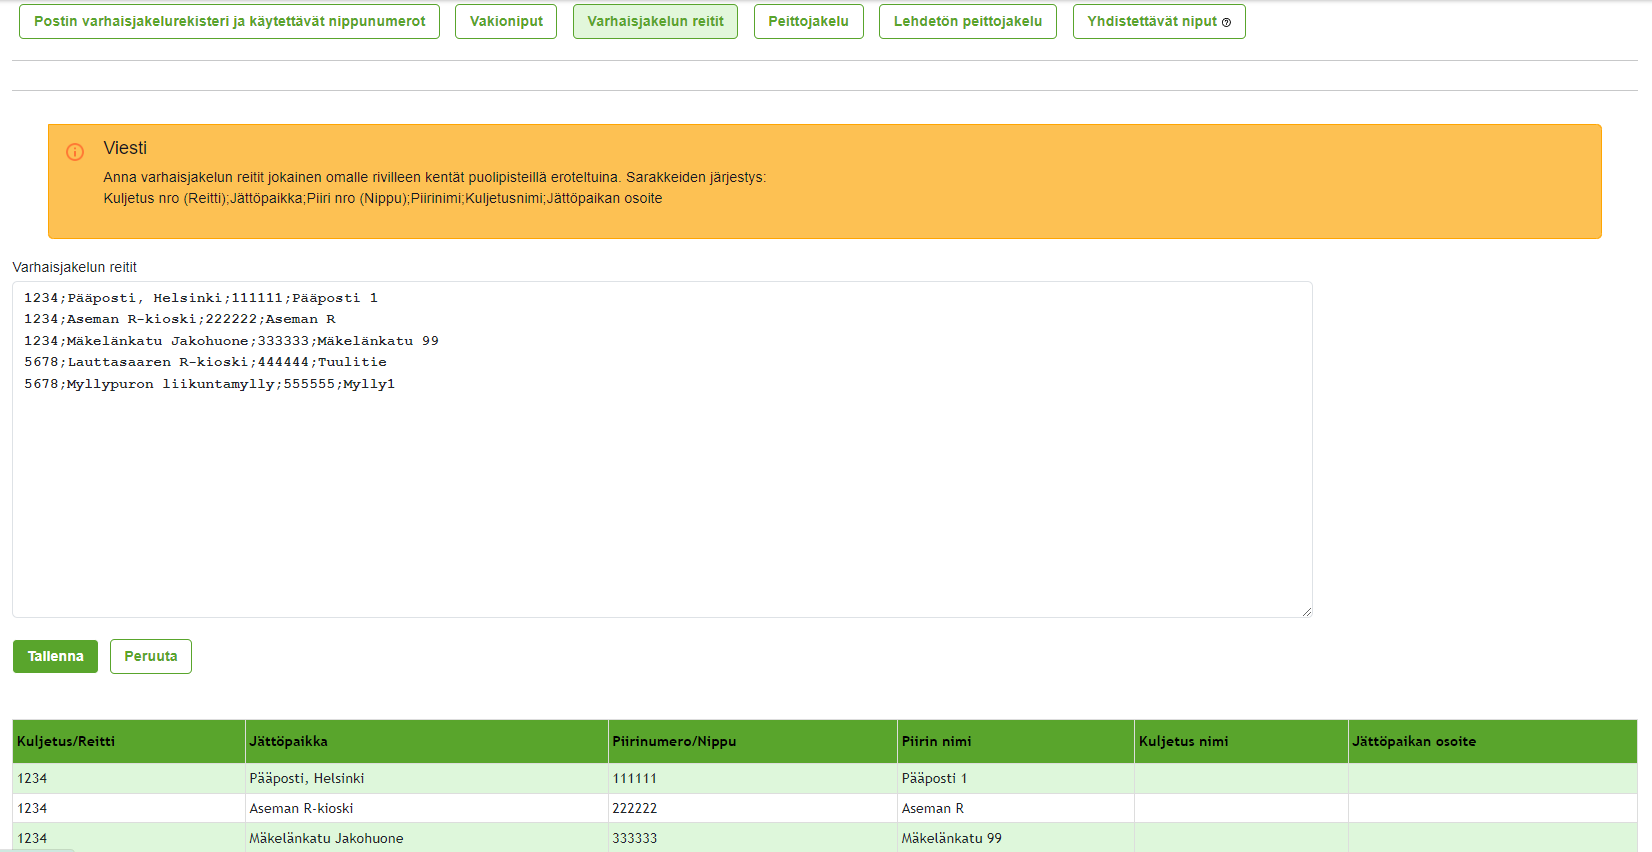 Postin varhaisjakelurekisteri ja käytettävät nippunumerot Vakioniput Varhaisjakelun reitit Peittojakelu Lehdetön peittojakelu Yhdistettävät niput
Viesti
Anna varhaisjakelun reitit jokainen omalle rivilleen kentät puolipisteillä eroteltuina. Sarakkeiden järjestys:
Kuljetus nro (Reitti);Jättöpaikka;Piiri nro (Nippu);Piirinimi;Kuljetusnimi;Jättöpaikan osoite
Varhaisjakelun reitit
1234;Pääposti, Helsinki;111111;Pääposti 1
1234;Aseman R-kioski;222222;Aseman R
1234;Mäkelänkatu Jakohuone;333333;Mäkelänkatu 99
5678;Lauttasaaren R-kioski;444444;Tuulitie
5678;Myllypuron liikuntamylly;555555;Mylly1
Tallenna Peruuta
Kuljetus/Reitti Jättöpaikka Piirinumero/Nippu Piirin nimi Kuljetus nimi Jättöpaikan osoite
1234 Pääposti, Helsinki 111111 Pääposti 1
1234 Aseman R-kioski 222222 Aseman R
1234 Mäkelänkatu Jakohuone 333333 Mäkelänkatu 99